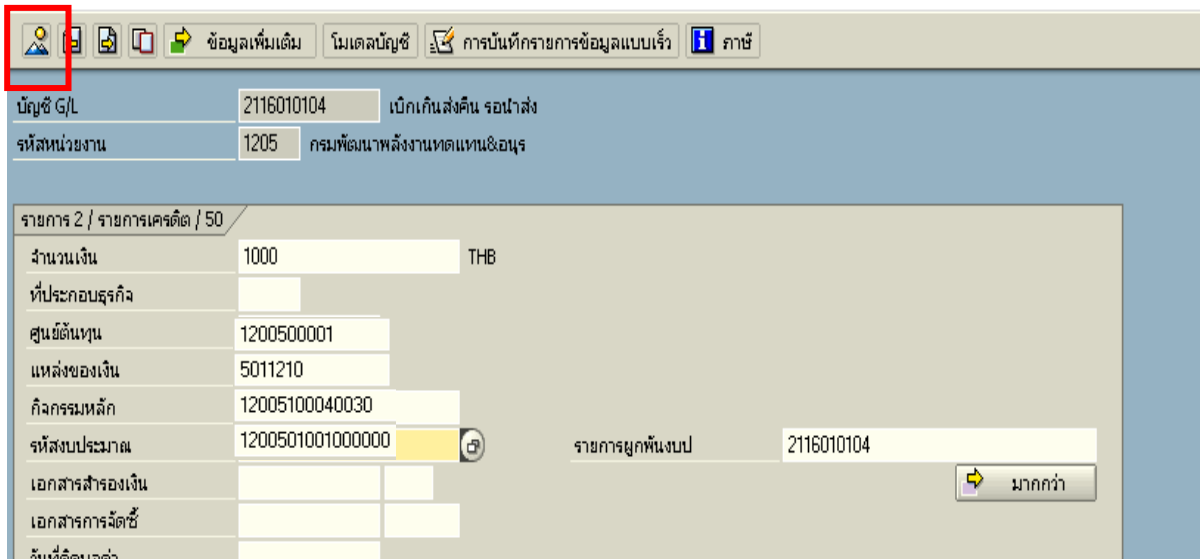 ข้อมูลเพิ่มเติม โมเดลบัญชี การบันทึกรายการข้อมูลแบบเร็ว ภาษี
บัญชี G/L 2116010104 เบิกเกินส่งคืน รอนำส่ง
รหัสหน่วยงาน 1205 กรมพัฒนาพลังงานทดแทน&อนุร
รายการ 2 / รายการเครดิต / 50
จำนวนเงิน 1000 THB
ที่ประกอบธุรกิจ
ศูนย์ต้นทุน 1200500001
แหล่งของเงิน 5011210
กิจกรรมหลัก 12005100040030
รหัสงบประมาณ 1200501001000000 รายการผูกพันงบป 2116010104
เอกสารสำรองเงิน มากกว่า
เอกสารการจัดซื้